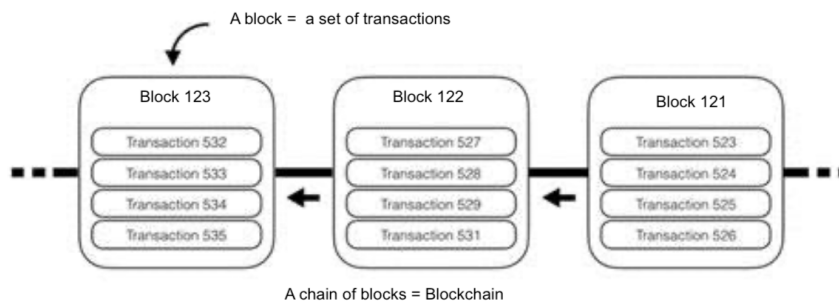 A block = a set of transactions
Block 123
Transaction 532
Transaction 533
Transaction 534
Transaction 535
Block 122
Transaction 527
Transaction 528
Transaction 529
Transaction 531
Block 121
Transaction 523
Transaction 524
Transaction 525
Transaction 526
A chain of blocks = Blockchain